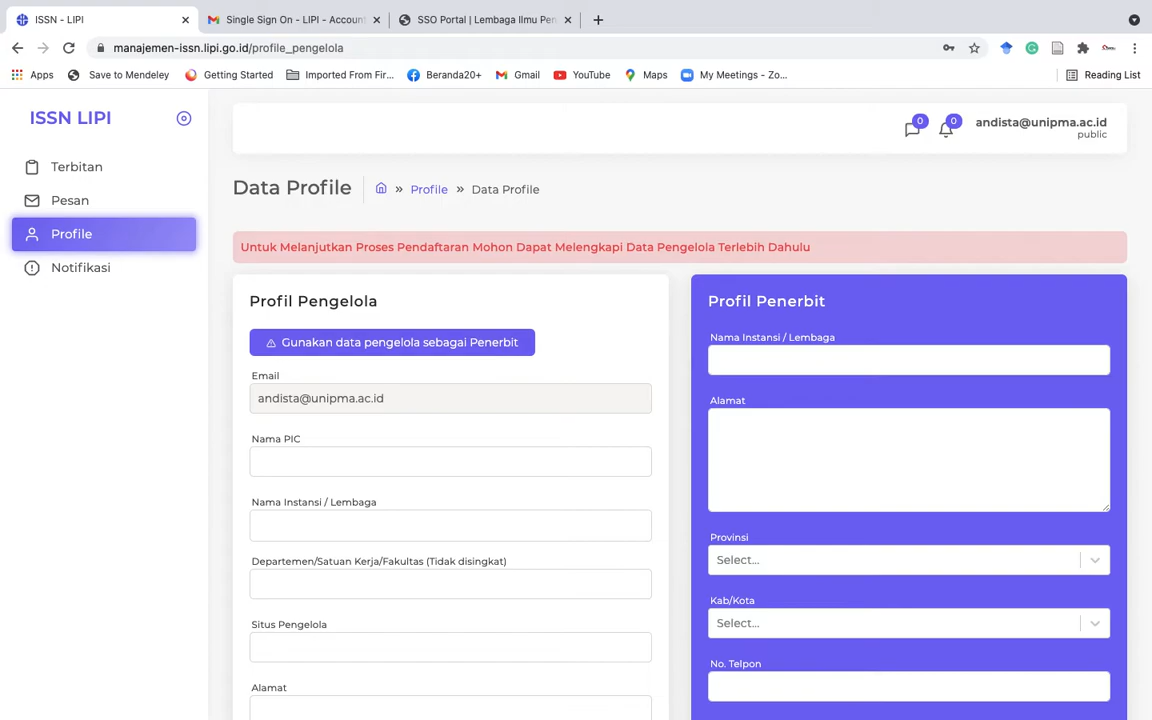 ISSN - LIPI
Single Sign On - LIPI - Account
SSO Portal | Lembaga Ilmu Pen
manajemen-issn.lipi.go.id/profile_pengelola
Apps
Save to Mendeley
Getting Started
Imported From Fir...
Beranda20+
Gmail
YouTube
Maps
My Meetings - Zo...
Reading List
ISSN LIPI
Terbitan
Pesan
Profile
Notifikasi
0
0
andista@unipma.ac.id
public
Data Profile
» Profile » Data Profile
Untuk Melanjutkan Proses Pendaftaran Mohon Dapat Melengkapi Data Pengelola Terlebih Dahulu
Profil Pengelola
Gunakan data pengelola sebagai Penerbit
Email
andista@unipma.ac.id
Nama PIC
Nama Instansi / Lembaga
Departemen/Satuan Kerja/Fakultas (Tidak disingkat)
Situs Pengelola
Alamat
Profil Penerbit
Nama Instansi / Lembaga
Alamat
Provinsi
Select...
Kab/Kota
Select...
No. Telpon